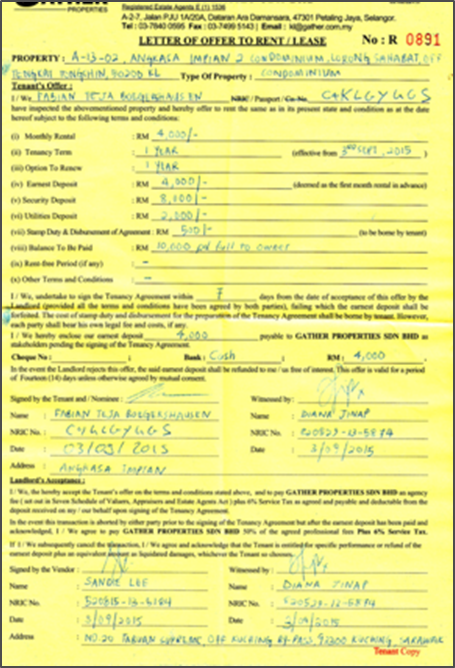 GATHER
PROPERTIES
Registered Estate Agents E (1) 1536
A-2-7, Jalan PJU 1A/20A, Dataran Ara Damansara, 47301 Petaling Jaya, Selangor.
Tel : 03-7840 0595 Fax : 03-7499 5143 Email : kl@gather.com.my
LETTER OF OFFER TO RENT / LEASE
No : R 0891
PROPERTY : A-13-02, ANGKASA IMPIAN 2 CONDOMINIUM, LORONG SAHABAT, OFF
TENGKAT TONGSHIN, 50200 KL Type Of Property : CONDOMINIUM
Tenant's Offer :
I / We FABIAN TEJA NRIC / Passport / Co No.
have inspected the abovementioned property and hereby offer to rent the same as in its present state and condition as at the date
hereof subject to the following terms and conditions:
(i) Monthly Rental : RM 4,000/-
(ii) Tenancy Term : 1 YEAR (effective from 3RD SEPT, 2015 )
(iii) Option To Renew : 1 YEAR
(iv) Earnest Deposit : RM 4,000/- (deemed as the first month rental in advance)
(v) Security Deposit : RM 8,000/-
(vi) Utilities Deposit : RM 2,000/-
(vii) Stamp Duty & Disbursement of Agreement : RM 500/- (to be borne by tenant)
(viii) Balance To Be Paid : RM 10,000 pd full to owner
(ix) Rent-free Period (if any) : -
(x) Other Terms and Conditions : -
I / We, undertake to sign the Tenancy Agreement within 7 days from the date of acceptance of this offer by the
Landlord (provided all the terms and conditions have been agreed by both parties), failing which the earnest deposit shall be
forfeited. The cost of stamp duty and disbursement for the preparation of the Tenancy Agreement shall be borne by tenant. However,
each party shall bear his own legal fee and costs, if any.
I / We hereby enclose our earnest deposit 4,000 payable to GATHER PROPERTIES SDN BHD as
stakeholders pending the signing of the Tenancy Agreement.
Cheque No : Bank : Cash RM : 4,000
In the event the Landlord rejects this offer, the said earnest deposit shall be refunded to me / us free of interest. This offer is valid for a period
of Fourteen (14) days unless otherwise agreed by mutual consent.
Signed by the Tenant and / Nominee : Witnessed by :
Name : FABIAN TEJA Name : DIANA JINAP
NRIC No. : NRIC No.
Date : 03/09/2015 Date : 3/09/2015
Address : ANGKASA IMPIAN
Landlord's Acceptance :
I / We, the hereby accept the Tenant's offer on the terms and conditions stated above, and to pay GATHER PROPERTIES SDN BHD as agency
fee ( set out in Seven Schedule of Valuers, Appraisers and Estate Agents Act ) plus 6% Service Tax as agreed and payable and deductable from the
deposit received on my / our behalf upon signing of the Tenancy Agreement.
In the event this transaction is aborted by either party prior to the signing of the Tenancy Agreement but after the earnest deposit has been paid and
acknowledged, I / We agree to pay GATHER PROPERTIES SDN BHD 50% of the agreed professional fees Plus 6% Service Tax.
If I / We subsequently cancel the transaction, I / We agree and acknowledge that the Tenant is entitled to specific performance or refund of the
earnest deposit plus an equivalent amount as liquidated damages, whichever the Tenant so chooses.
Signed by the Vendor : Witnessed by :
Name : SANDIE LEE Name : DIANA JINAP
NRIC No. NRIC No.
Date : 3/09/2015 Date : 3/09/2015
Address : NO. 20 TABUAN SUPREME, OFF KUCHING BY-PASS, 93300 KUCHING, SARAWAK
Tenant Copy